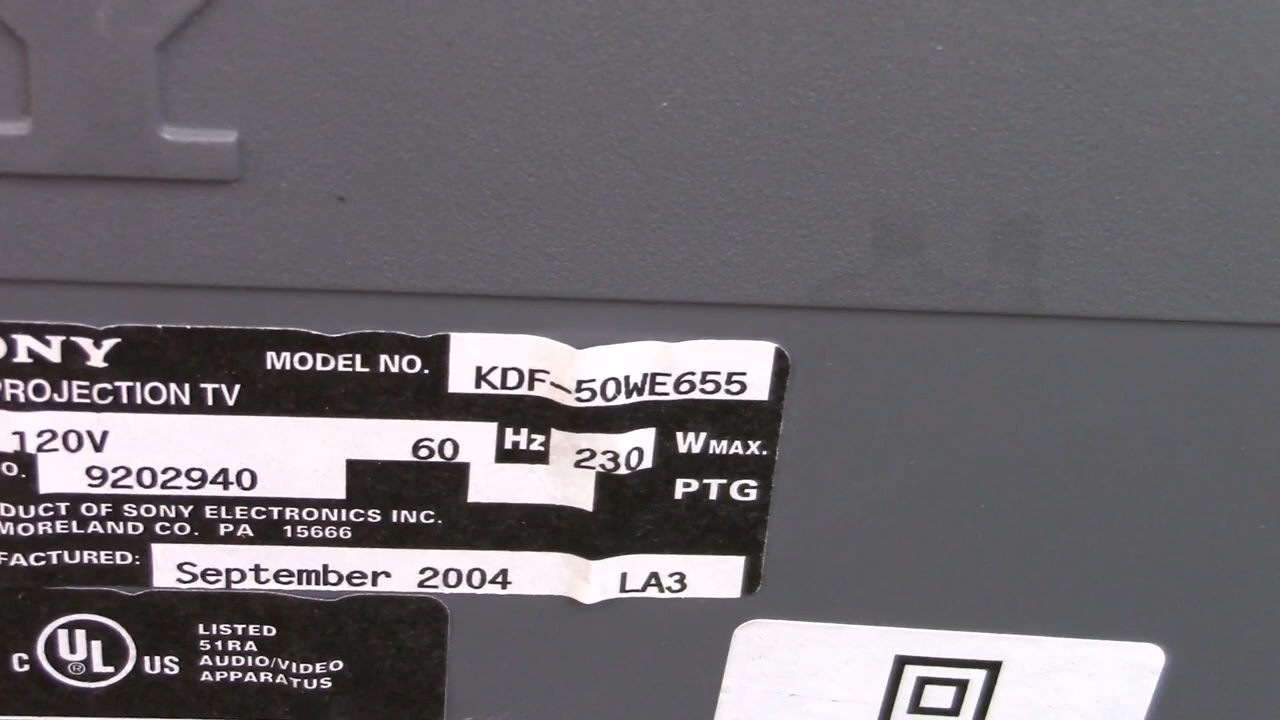 Y
ONY MODEL NO. KDF-50WE655
PROJECTION TV
120V 60 Hz 230 WMAX.
O. 9202940 PTG
DUCT OF SONY ELECTRONICS INC.
MORELAND CO. PA 15666
FACTURED: September 2004 LA3
C UL ® US
LISTED
51RA
AUDIO/VIDEO
APPARATUS